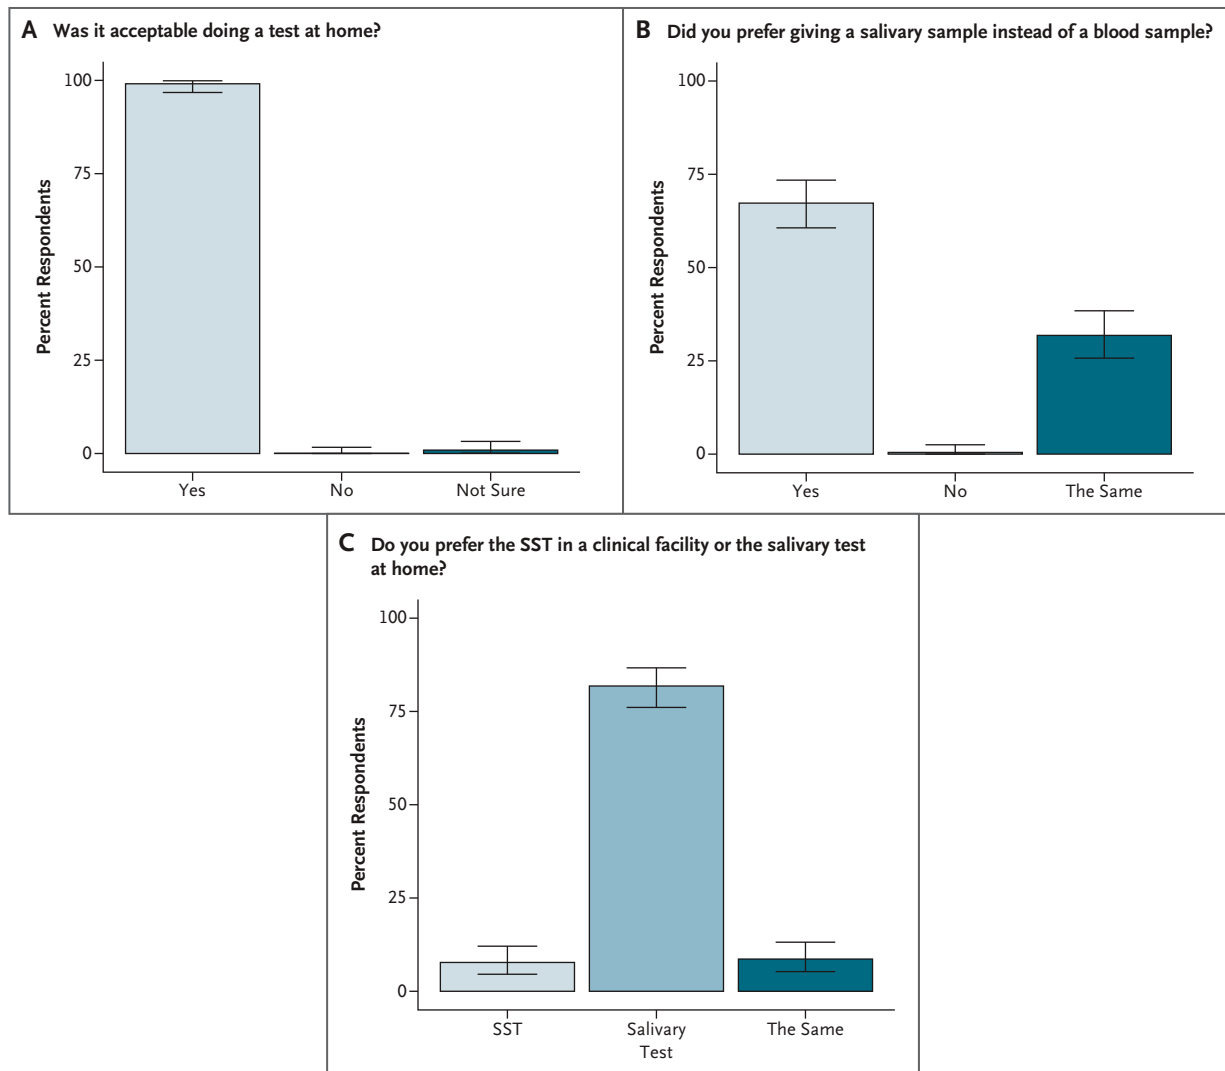 A Was it acceptable doing a test at home?
100
75
50
25
0
Percent Respondents
Yes No Not Sure
B Did you prefer giving a salivary sample instead of a blood sample?
100
75
50
25
0
Percent Respondents
Yes No The Same
C Do you prefer the SST in a clinical facility or the salivary test
at home?
100
75
50
25
0
Percent Respondents
SST Salivary The Same
Test